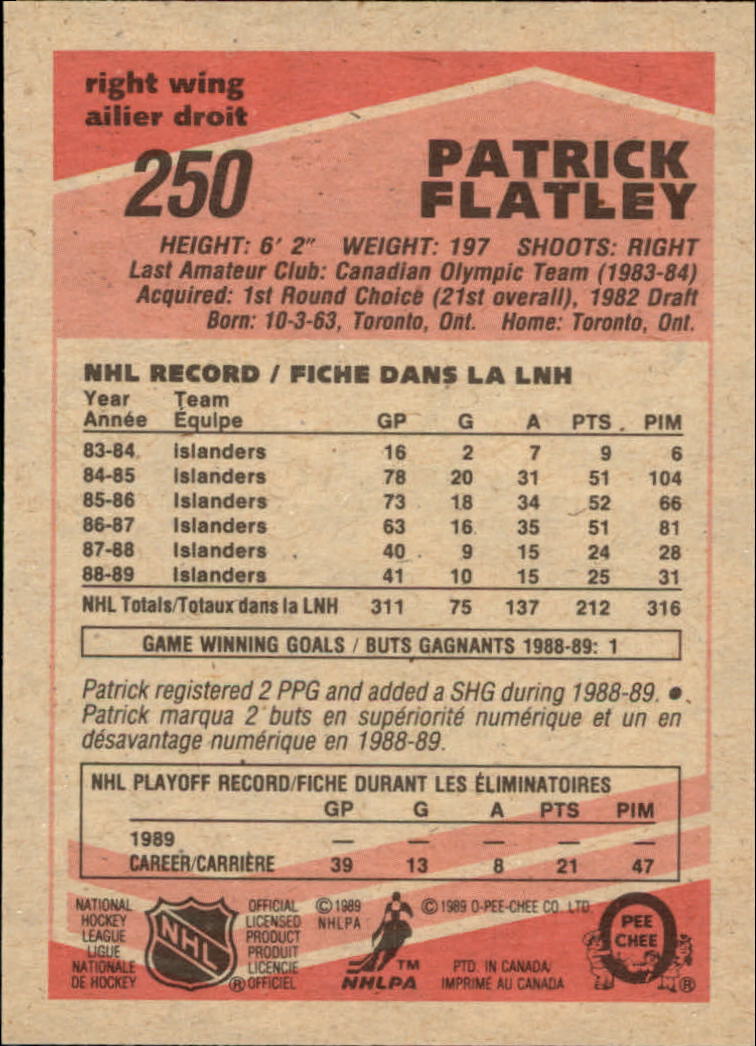 right wing
ailier droit
250
PATRICK
FLATLEY
HEIGHT: 6' 2" WEIGHT: 197 SHOOTS: RIGHT
Last Amateur Club: Canadian Olympic Team (1983-84)
Acquired: 1st Round Choice (21st overall), 1982 Draft
Born: 10-3-63, Toronto, Ont. Home: Toronto, Ont.
NHL RECORD / FICHE DANS LA LNH
Year Team
Année Équipe GP G A PTS PIM
83-84 Islanders 16 2 7 9 6
84-85 Islanders 78 20 31 51 104
85-86 Islanders 73 18 34 52 66
86-87 Islanders 63 16 35 51 81
87-88 Islanders 40 9 15 24 28
88-89 Islanders 41 10 15 25 31
NHL Totals/Totaux dans la LNH 311 75 137 212 316
GAME WINNING GOALS / BUTS GAGNANTS 1988-89: 1
Patrick registered 2 PPG and added a SHG during 1988-89. •
Patrick marqua 2 buts en supériorité numérique et un en
désavantage numérique en 1988-89.
NHL PLAYOFF RECORD/FICHE DURANT LES ÉLIMINATOIRES
GP G A PTS PIM
1989 — — — — —
CAREER/CARRIÈRE 39 13 8 21 47
NATIONAL
HOCKEY
LEAGUE
LIGUE
NATIONALE
DE HOCKEY
NHL
®
OFFICIAL
LICENSED
PRODUCT
PRODUIT
LICENCIE
OFFICIEL
© 1989
NHLPA
TM
NHLPA
© 1989 O-PEE-CHEE CO. LTD.
PTD. IN CANADA/
IMPRIMÉ AU CANADA
O
PEE
CHEE
®